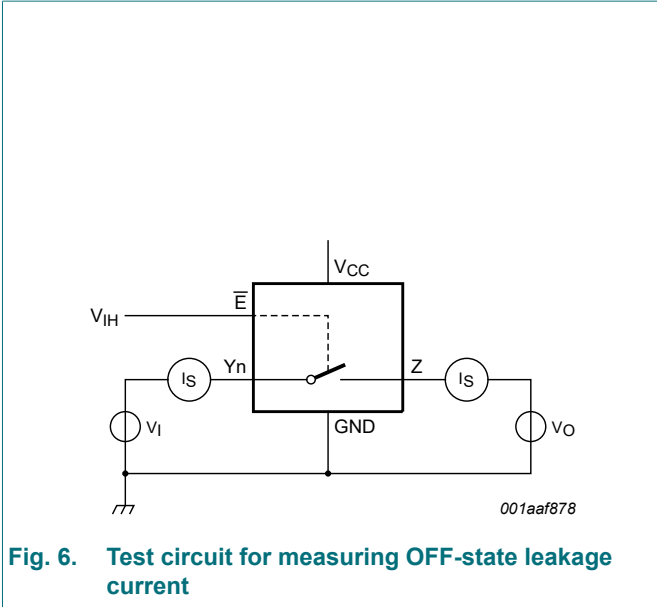 VCC
E̅
VIH
Yn
Z
IS
IS
VI
GND
VO
001aaf878
Fig. 6. Test circuit for measuring OFF-state leakage
current